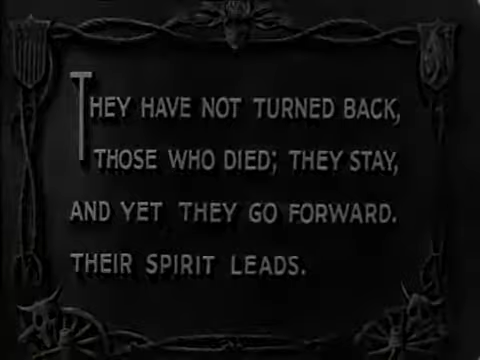 THEY HAVE NOT TURNED BACK,
THOSE WHO DIED; THEY STAY,
AND YET THEY GO FORWARD.
THEIR SPIRIT LEADS.